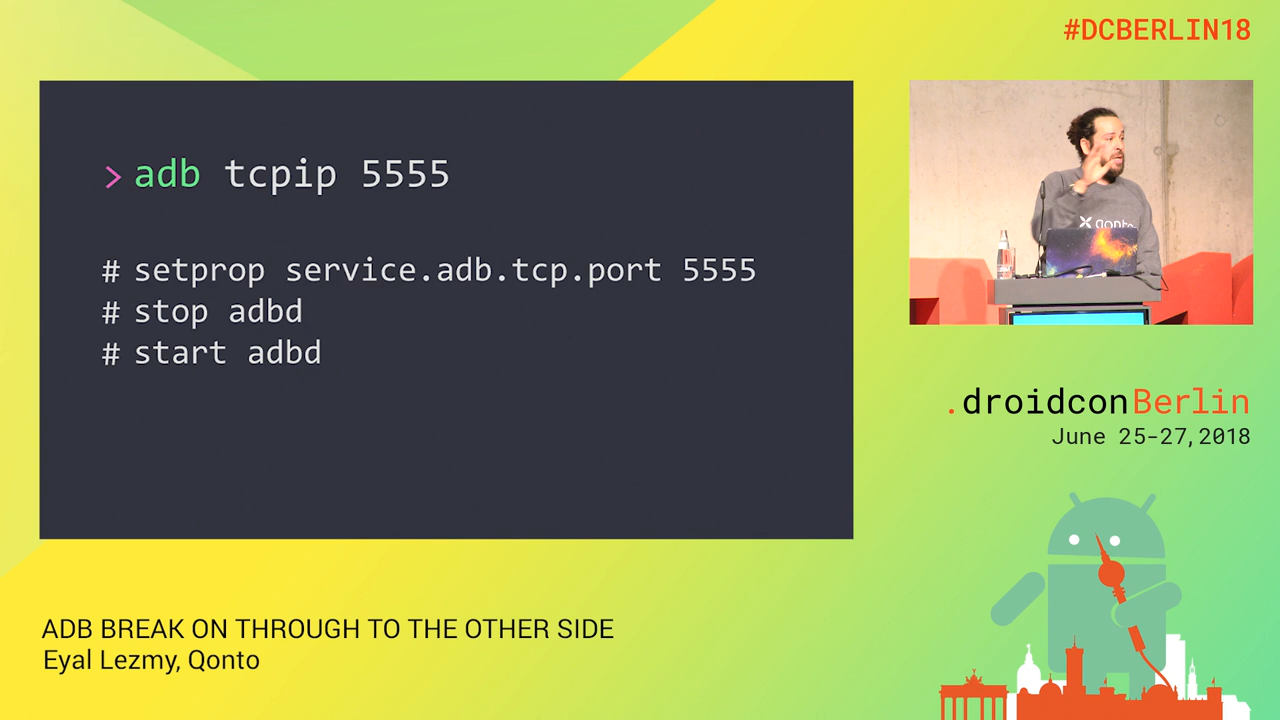 #DCBERLIN18
> adb tcpip 5555
# setprop service.adb.tcp.port 5555
# stop adbd
# start adbd
qonto
.droidconBerlin
June 25-27, 2018
ADB BREAK ON THROUGH TO THE OTHER SIDE
Eyal Lezmy, Qonto